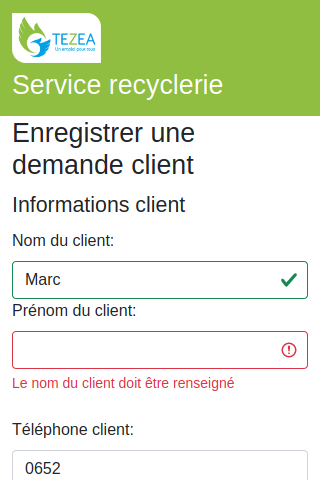 TEZEA
Un emploi pour tous
Service recyclerie
Enregistrer une
demande client
Informations client
Nom du client:
Marc
Prénom du client:
Le nom du client doit être renseigné
Téléphone client:
0652